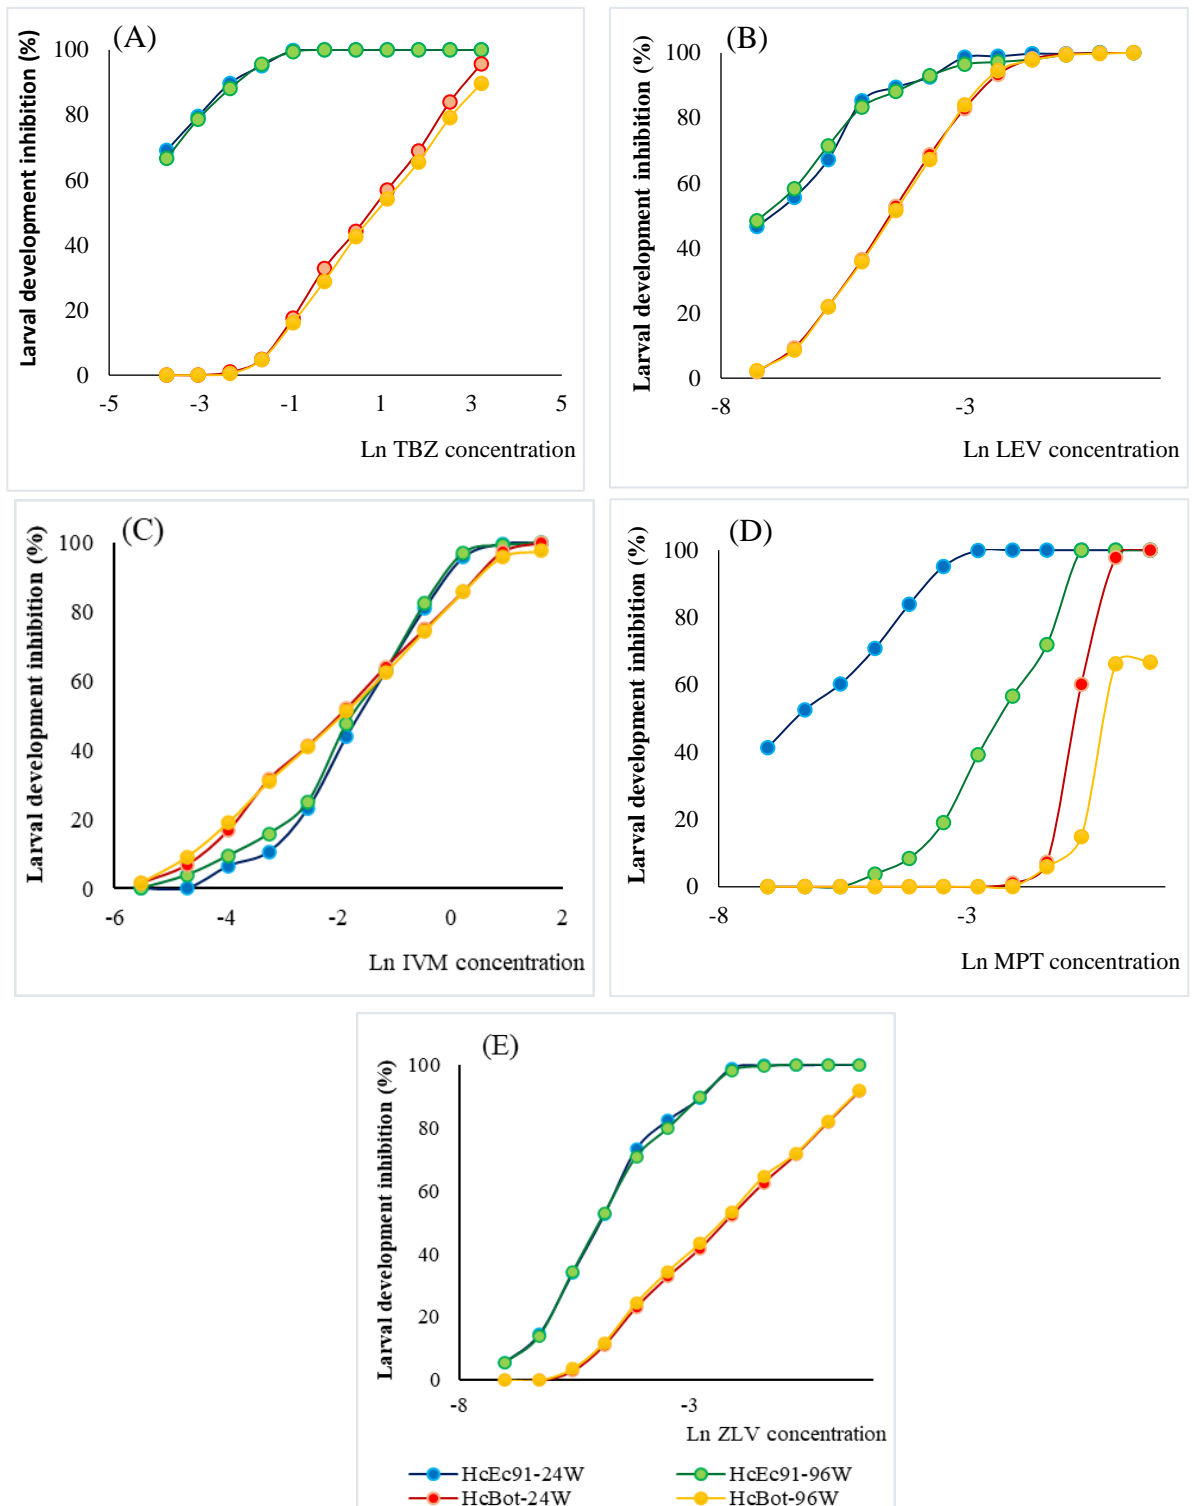 (A)
Larval development inhibition (%)
100
80
60
40
20
0
-5 -3 -1 1 3 5
Ln TBZ concentration
(B)
Larval development inhibition (%)
100
80
60
40
20
0
-8 -3
Ln LEV concentration
(C)
Larval development inhibition (%)
100
80
60
40
20
0
-6 -4 -2 0 2
Ln IVM concentration
(D)
Larval development inhibition (%)
100
80
60
40
20
0
-8 -3
Ln MPT concentration
(E)
Larval development inhibition (%)
100
80
60
40
20
0
-8 -3
Ln ZLV concentration
HcEc91-24W HcEc91-96W
HcBot-24W HcBot-96W